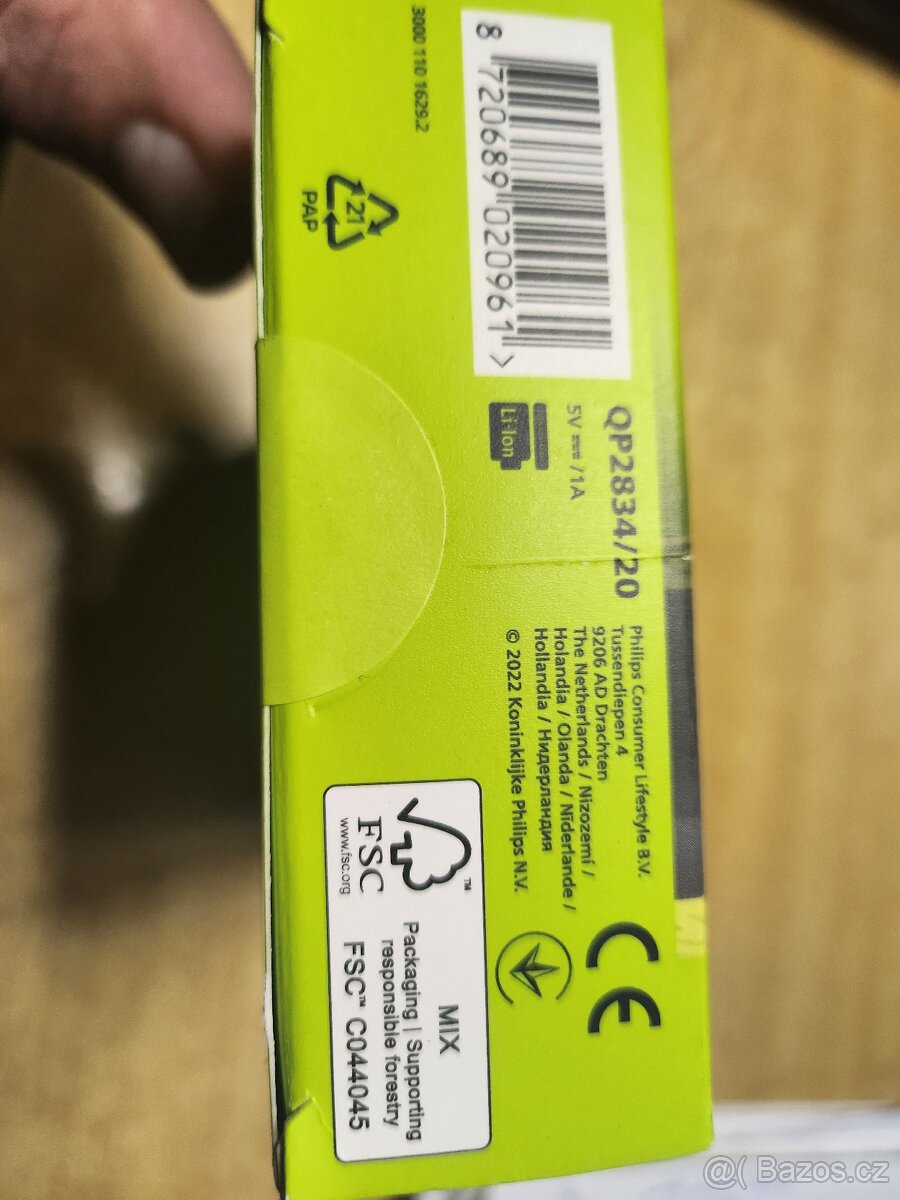 3000 110 1629.2
8 720689 020961 >
21
PAP
QP2834/20
5V ⎓ /1A
Li-Ion
Philips Consumer Lifestyle B.V.
Tussendiepen 4
9206 AD Drachten
The Netherlands / Nizozemí /
Holandia / Olanda / Nīderlande /
Hollandia / Нидерландия
© 2022 Koninklijke Philips N.V.
CE
FSC
www.fsc.org
MIX
Packaging | Supporting
responsible forestry
FSC™ C044045
@( Bazos.cz